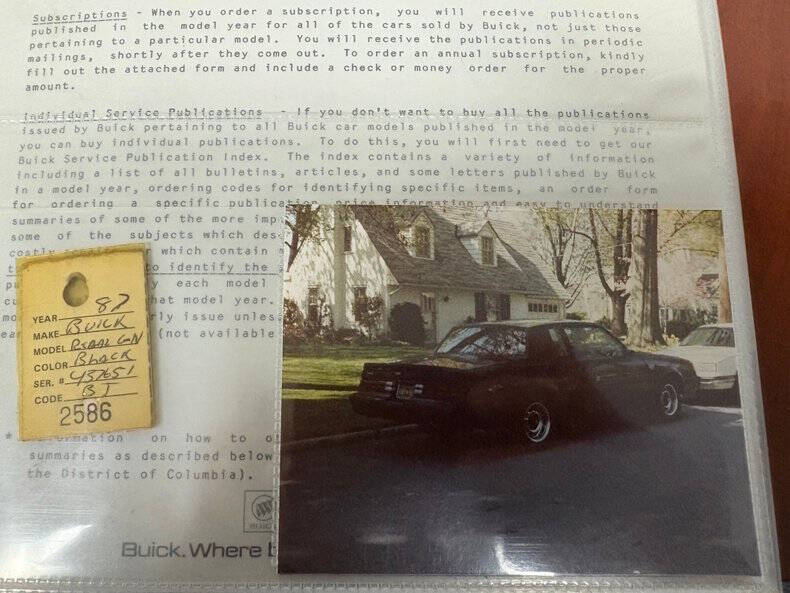 Subscriptions - When you order a subscription, you will receive publications
published in the model year for all of the cars sold by Buick, not just those
pertaining to a particular model. You will receive the publications in periodic
mailings, shortly after they come out. To order an annual subscription, kindly
fill out the attached form and include a check or money order for the proper
amount.
Individual Service Publications - If you don't want to buy all the publications
issued by Buick pertaining to all Buick car models published in the model year,
you can buy individual publications. To do this, you will first need to get our
Buick Service Publication Index. The index contains a variety of information
including a list of all bulletins, articles, and some letters published by Buick
in a model year, ordering codes for identifying specific items, an order form
for ordering a specific publication, price information and easy to understand
summaries of some of the more imp
some of the subjects which des
costly which contain
to identify the
by each model
hat model year.
rly issue unles
(not available
YEAR 87
MAKE BUICK
MODEL REGAL GN
COLOR BLACK
SER. # 437651
CODE BI
2586
* on how to o
summaries as described below
the District of Columbia).
BUICK
Buick. Where